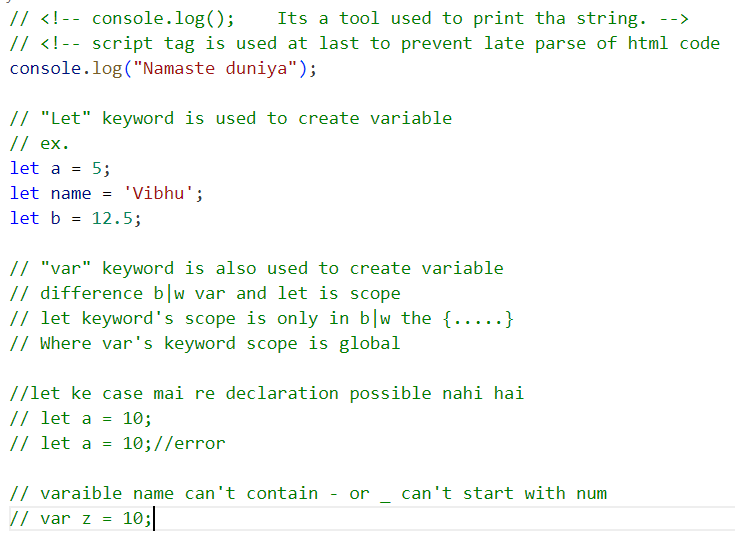 // <!-- console.log();    Its a tool used to print tha string. -->
// <!-- script tag is used at last to prevent late parse of html code
console.log("Namaste duniya");
// "Let" keyword is used to create variable
// ex.
let a = 5;
let name = 'Vibhu';
let b = 12.5;
// "var" keyword is also used to create variable
// difference b|w var and let is scope
// let keyword's scope is only in b|w the {.....}
// Where var's keyword scope is global
//let ke case mai re declaration possible nahi hai
// let a = 10;
// let a = 10;//error
// varaible name can't contain - or _ can't start with num
// var z = 10;